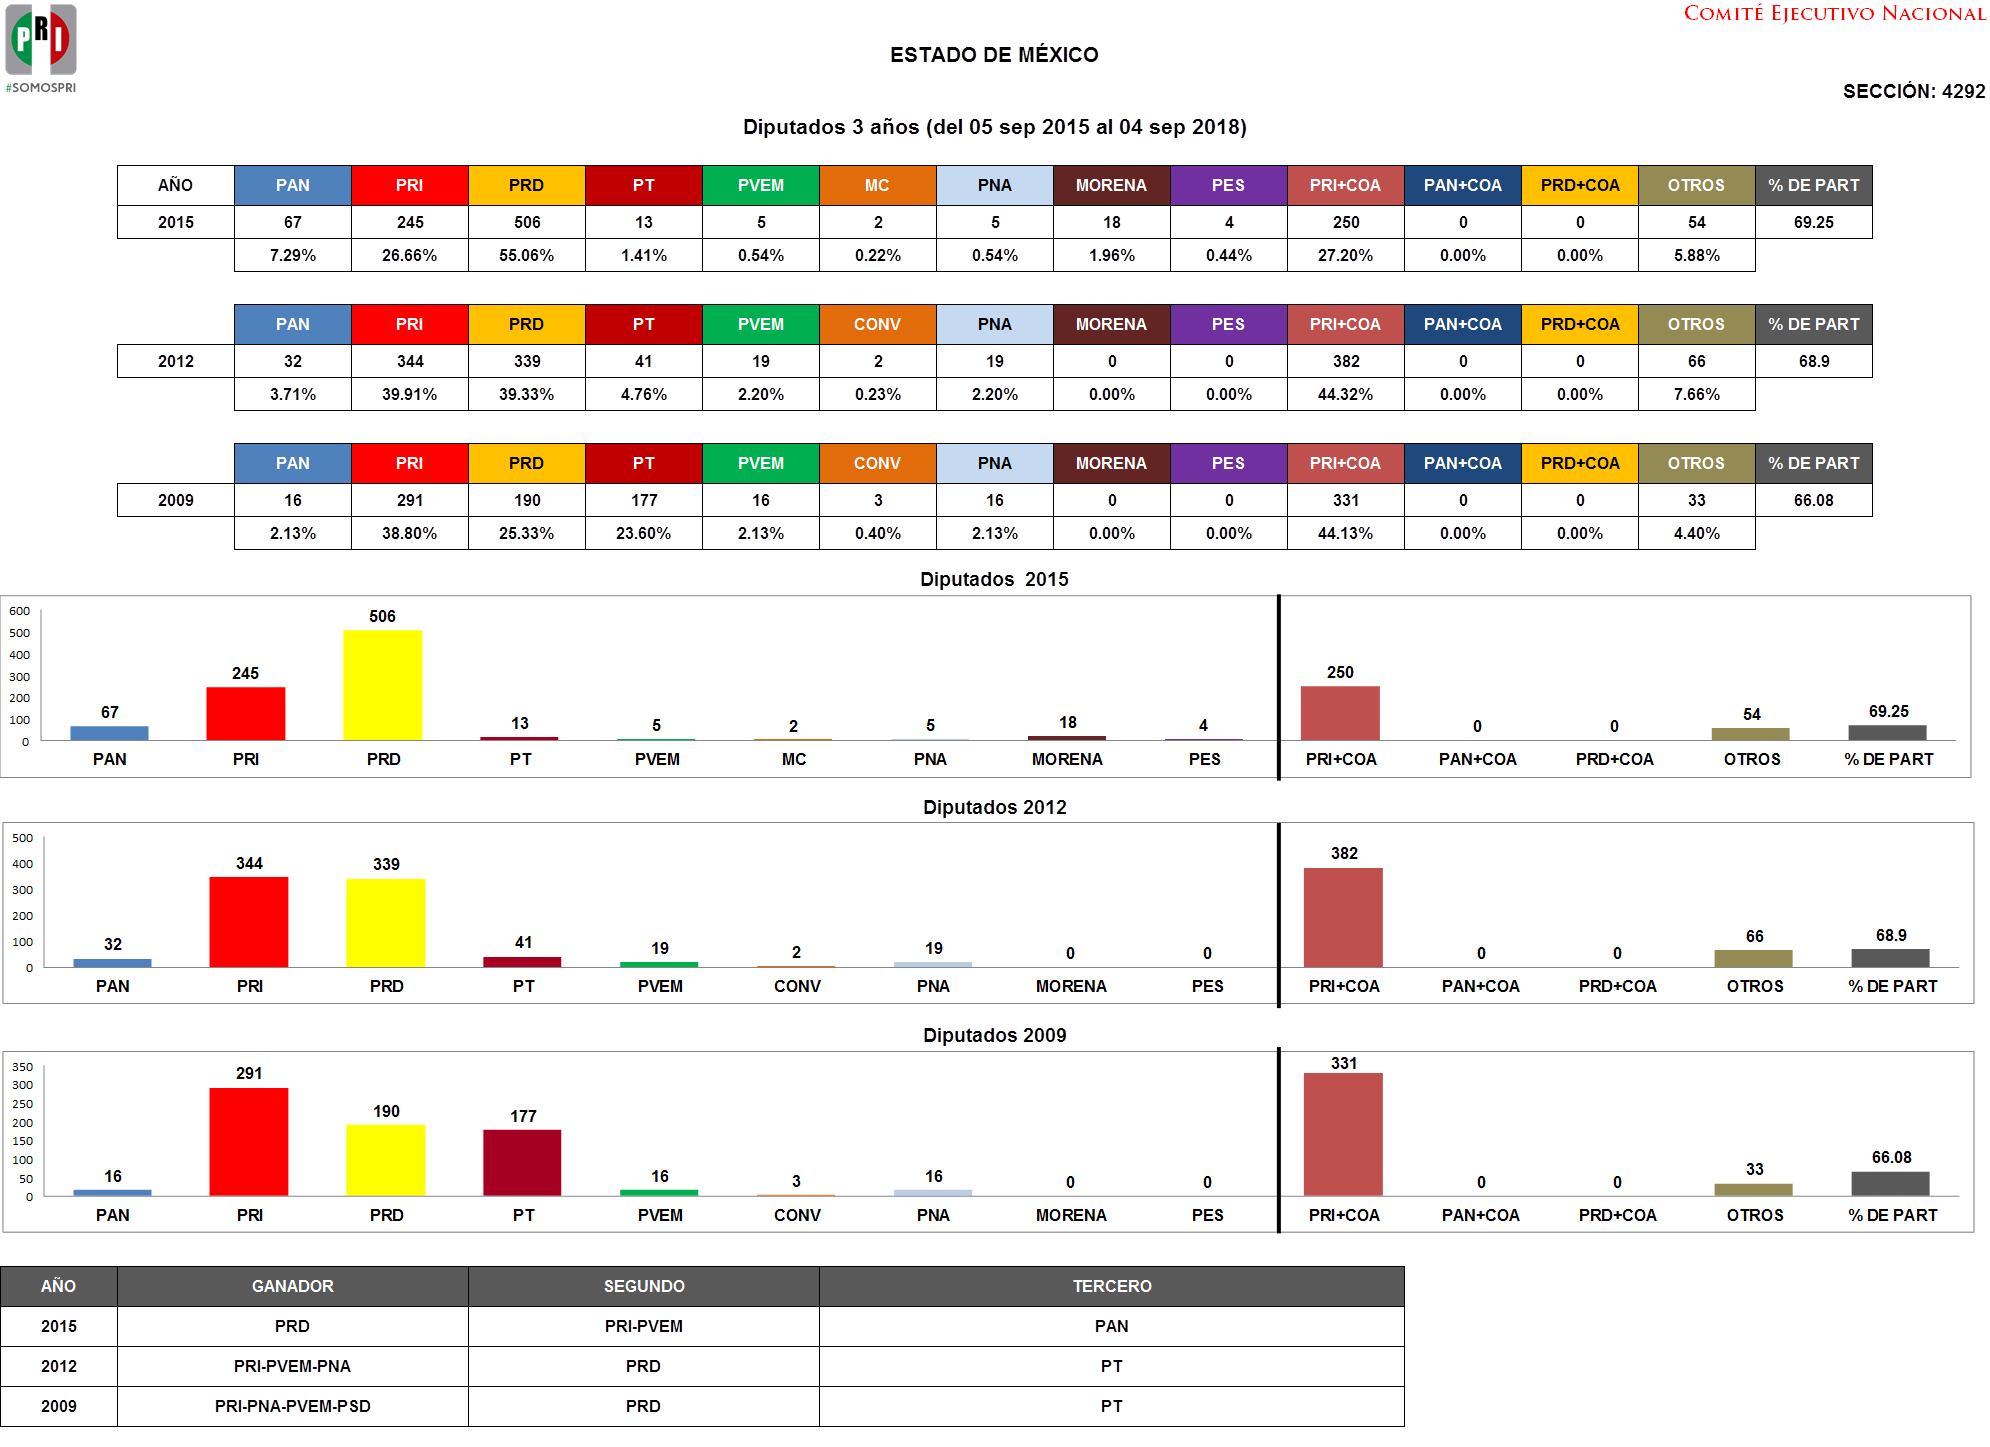 PRI
#SOMOSPRI
COMITÉ EJECUTIVO NACIONAL
ESTADO DE MÉXICO
SECCIÓN: 4292
Diputados 3 años (del 05 sep 2015 al 04 sep 2018)
AÑO PAN PRI PRD PT PVEM MC PNA MORENA PES PRI+COA PAN+COA PRD+COA OTROS % DE PART
2015 67 245 506 13 5 2 5 18 4 250 0 0 54 69.25
7.29% 26.66% 55.06% 1.41% 0.54% 0.22% 0.54% 1.96% 0.44% 27.20% 0.00% 0.00% 5.88%
PAN PRI PRD PT PVEM CONV PNA MORENA PES PRI+COA PAN+COA PRD+COA OTROS % DE PART
2012 32 344 339 41 19 2 19 0 0 382 0 0 66 68.9
3.71% 39.91% 39.33% 4.76% 2.20% 0.23% 2.20% 0.00% 0.00% 44.32% 0.00% 0.00% 7.66%
PAN PRI PRD PT PVEM CONV PNA MORENA PES PRI+COA PAN+COA PRD+COA OTROS % DE PART
2009 16 291 190 177 16 3 16 0 0 331 0 0 33 66.08
2.13% 38.80% 25.33% 23.60% 2.13% 0.40% 2.13% 0.00% 0.00% 44.13% 0.00% 0.00% 4.40%
Diputados 2015
600
500
400
300
200
100
0
67 245 506 13 5 2 5 18 4 250 0 0 54 69.25
PAN PRI PRD PT PVEM MC PNA MORENA PES PRI+COA PAN+COA PRD+COA OTROS % DE PART
Diputados 2012
500
400
300
200
100
0
32 344 339 41 19 2 19 0 0 382 0 0 66 68.9
PAN PRI PRD PT PVEM CONV PNA MORENA PES PRI+COA PAN+COA PRD+COA OTROS % DE PART
Diputados 2009
350
300
250
200
150
100
50
0
16 291 190 177 16 3 16 0 0 331 0 0 33 66.08
PAN PRI PRD PT PVEM CONV PNA MORENA PES PRI+COA PAN+COA PRD+COA OTROS % DE PART
AÑO GANADOR SEGUNDO TERCERO
2015 PRD PRI-PVEM PAN
2012 PRI-PVEM-PNA PRD PT
2009 PRI-PNA-PVEM-PSD PRD PT